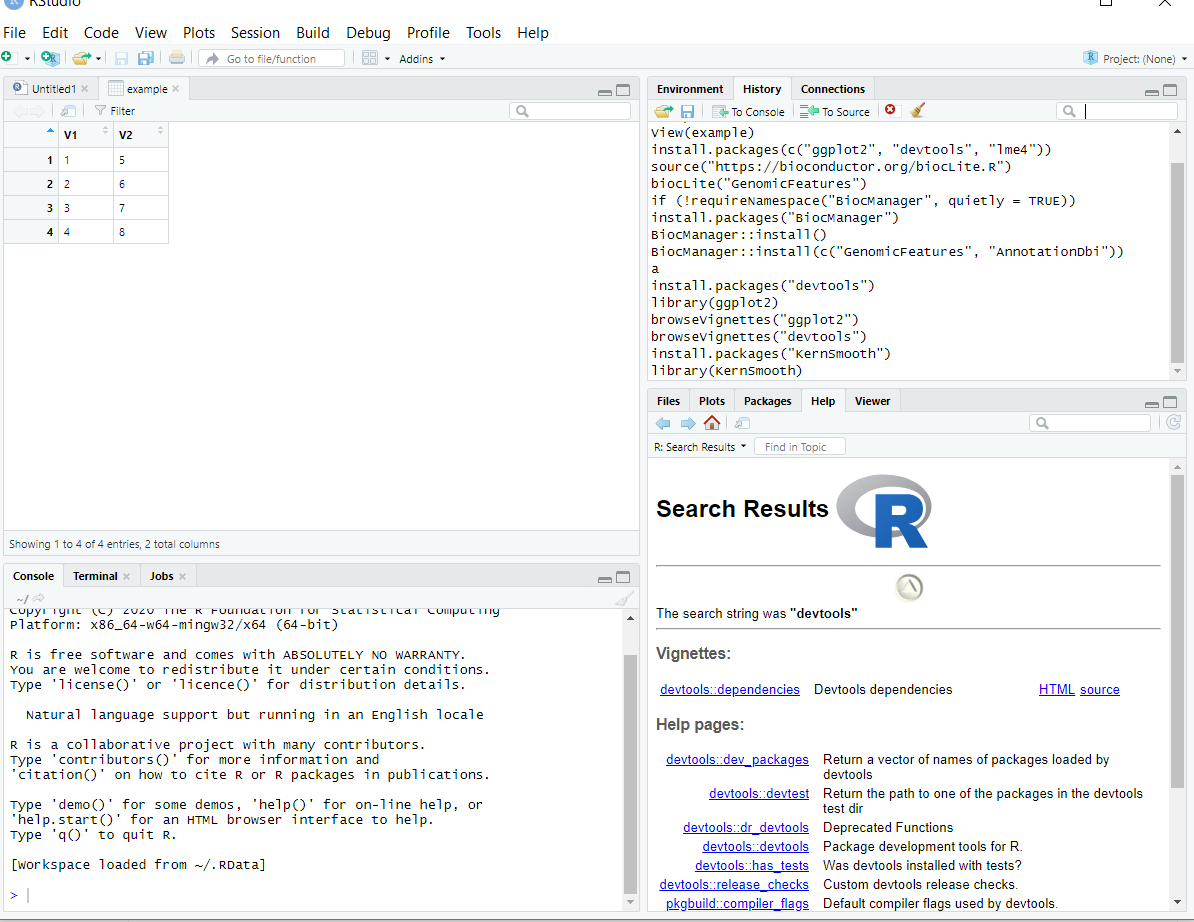 RStudio
File Edit Code View Plots Session Build Debug Profile Tools Help
Go to file/function Addins Project: (None)
Untitled1 example
Filter
V1 V2
1 1 5
2 2 6
3 3 7
4 4 8
Showing 1 to 4 of 4 entries, 2 total columns
Console Terminal Jobs
~/
Copyright (C) 2020 The R Foundation for Statistical Computing
Platform: x86_64-w64-mingw32/x64 (64-bit)
R is free software and comes with ABSOLUTELY NO WARRANTY.
You are welcome to redistribute it under certain conditions.
Type 'license()' or 'licence()' for distribution details.
Natural language support but running in an English locale
R is a collaborative project with many contributors.
Type 'contributors()' for more information and
'citation()' on how to cite R or R packages in publications.
Type 'demo()' for some demos, 'help()' for on-line help, or
'help.start()' for an HTML browser interface to help.
Type 'q()' to quit R.
[Workspace loaded from ~/.RData]
>
Environment History Connections
To Console To Source
View(example)
install.packages(c("ggplot2", "devtools", "lme4"))
source("https://bioconductor.org/biocLite.R")
biocLite("GenomicFeatures")
if (!requireNamespace("BiocManager", quietly = TRUE))
install.packages("BiocManager")
BiocManager::install()
BiocManager::install(c("GenomicFeatures", "AnnotationDbi"))
a
install.packages("devtools")
library(ggplot2)
browseVignettes("ggplot2")
browseVignettes("devtools")
install.packages("KernSmooth")
library(KernSmooth)
Files Plots Packages Help Viewer
R: Search Results Find in Topic
Search Results R
The search string was "devtools"
Vignettes:
devtools::dependencies Devtools dependencies HTML source
Help pages:
devtools::dev_packages Return a vector of names of packages loaded by
devtools
devtools::devtest Return the path to one of the packages in the devtools
test dir
devtools::dr_devtools Deprecated Functions
devtools::devtools Package development tools for R.
devtools::has_tests Was devtools installed with tests?
devtools::release_checks Custom devtools release checks.
pkgbuild::compiler_flags Default compiler flags used by devtools.